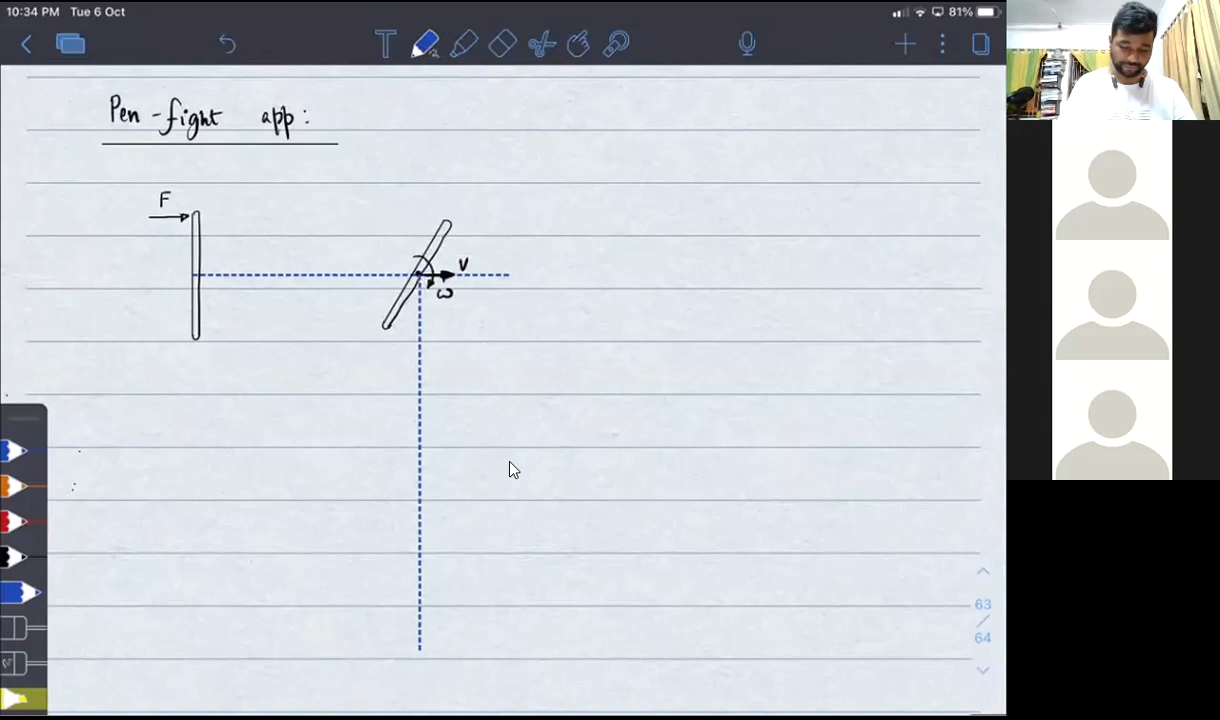 10:34 PM Tue 6 Oct 81%
T
Pen-fight app:
F
V
ω
63
/
64